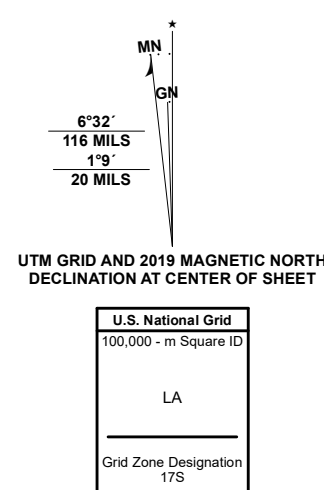 ★
MN
GN
6°32´
116 MILS
1°9´
20 MILS
UTM GRID AND 2019 MAGNETIC NORTH
DECLINATION AT CENTER OF SHEET
U.S. National Grid
100,000 - m Square ID
LA
Grid Zone Designation
17S